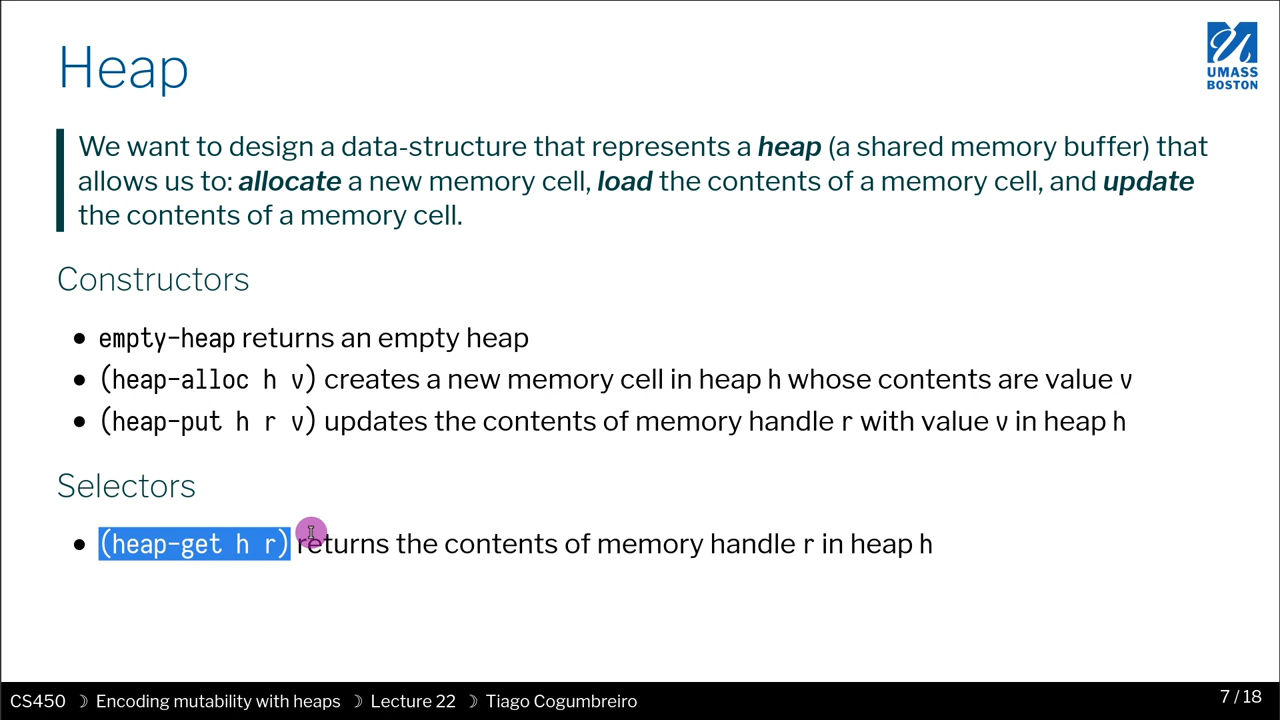 Heap
UMASS
BOSTON
We want to design a data-structure that represents a heap (a shared memory buffer) that
allows us to: allocate a new memory cell, load the contents of a memory cell, and update
the contents of a memory cell.
Constructors
• empty-heap returns an empty heap
• (heap-alloc h v) creates a new memory cell in heap h whose contents are value v
• (heap-put h r v) updates the contents of memory handle r with value v in heap h
Selectors
• (heap-get h r) returns the contents of memory handle r in heap h
CS450 ☽ Encoding mutability with heaps ☽ Lecture 22 ☽ Tiago Cogumbreiro
7 / 18